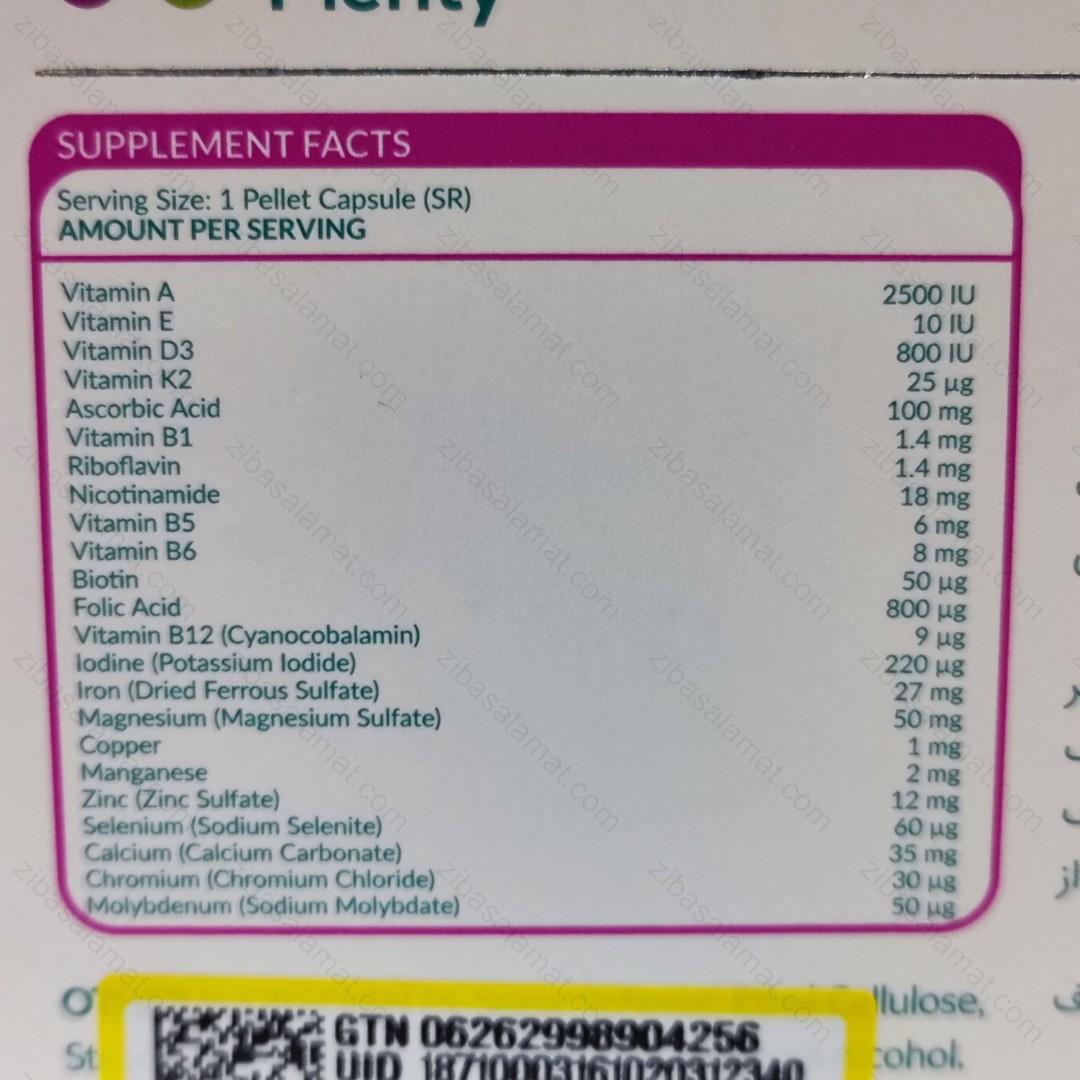 Plenty
SUPPLEMENT FACTS
Serving Size: 1 Pellet Capsule (SR)
AMOUNT PER SERVING
Vitamin A 2500 IU
Vitamin E 10 IU
Vitamin D3 800 IU
Vitamin K2 25 µg
Ascorbic Acid 100 mg
Vitamin B1 1.4 mg
Riboflavin 1.4 mg
Nicotinamide 18 mg
Vitamin B5 6 mg
Vitamin B6 8 mg
Biotin 50 µg
Folic Acid 800 µg
Vitamin B12 (Cyanocobalamin) 9 µg
Iodine (Potassium Iodide) 220 µg
Iron (Dried Ferrous Sulfate) 27 mg
Magnesium (Magnesium Sulfate) 50 mg
Copper 1 mg
Manganese 2 mg
Zinc (Zinc Sulfate) 12 mg
Selenium (Sodium Selenite) 60 µg
Calcium (Calcium Carbonate) 35 mg
Chromium (Chromium Chloride) 30 µg
Molybdenum (Sodium Molybdate) 50 µg
GTN 06262998904256
UID
zibasalamat.com